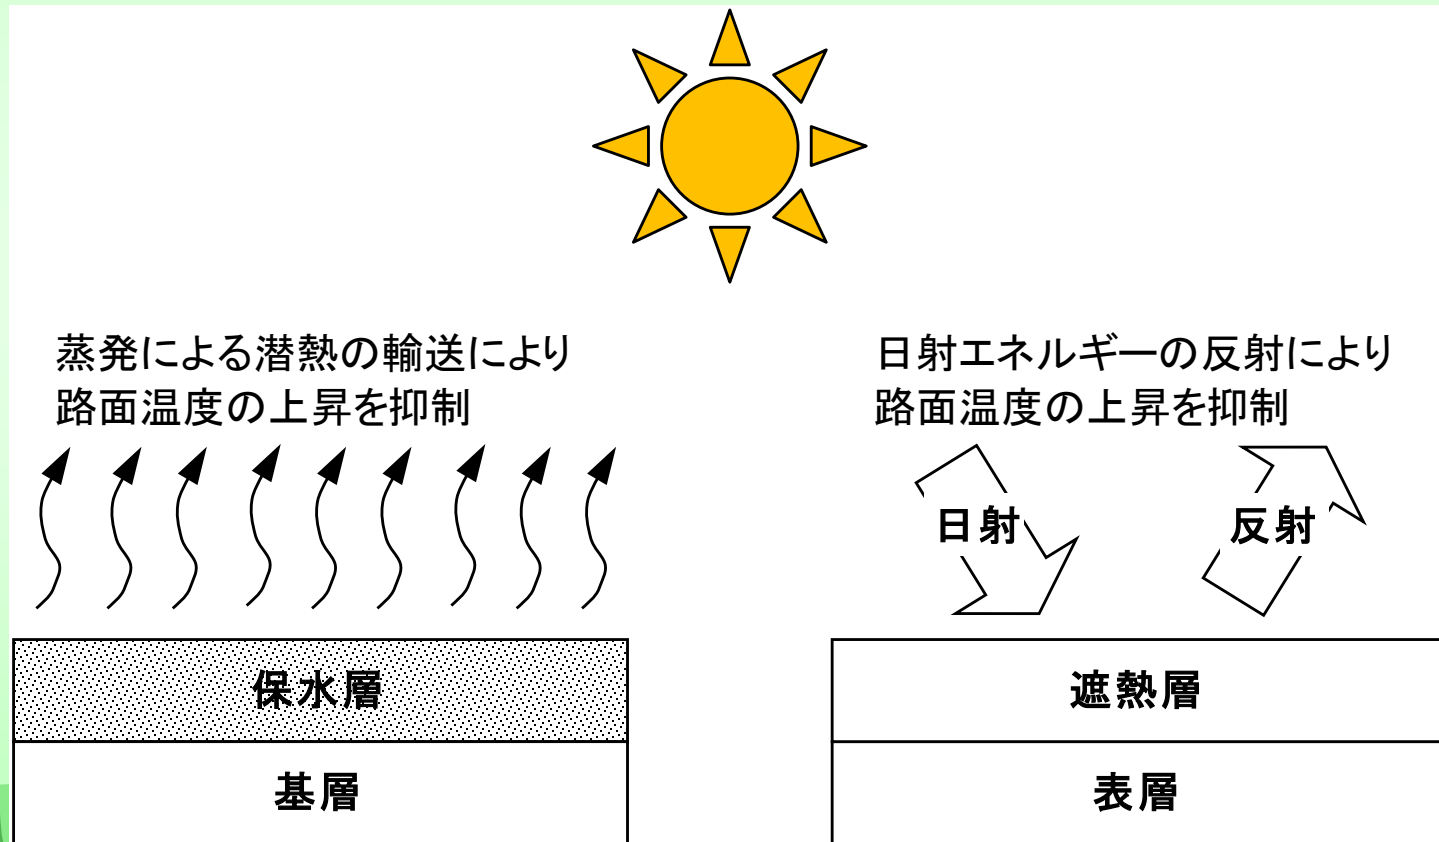 蒸発による潜熱の輸送により
路面温度の上昇を抑制
日射エネルギーの反射により
路面温度の上昇を抑制
日射
反射
保水層
基層
遮熱層
表層